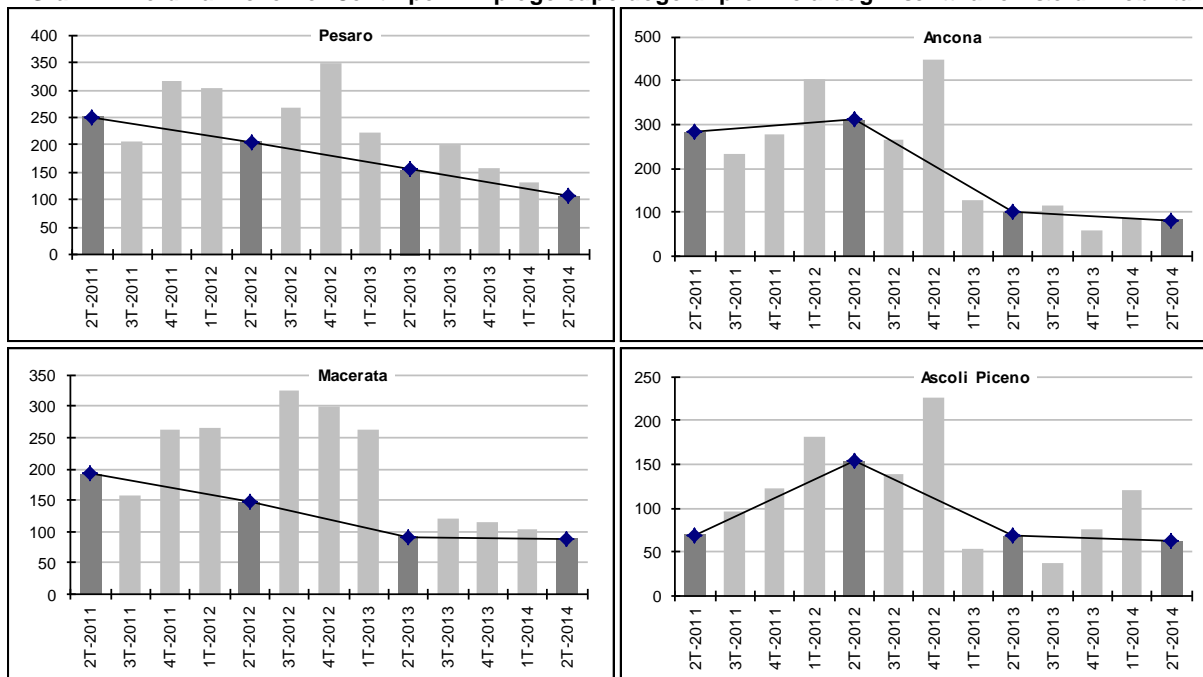 Pesaro
400
350
300
250
200
150
100
50
0
2T-2011
3T-2011
4T-2011
1T-2012
2T-2012
3T-2012
4T-2012
1T-2013
2T-2013
3T-2013
4T-2013
1T-2014
2T-2014
Ancona
500
400
300
200
100
0
2T-2011
3T-2011
4T-2011
1T-2012
2T-2012
3T-2012
4T-2012
1T-2013
2T-2013
3T-2013
4T-2013
1T-2014
2T-2014
Macerata
350
300
250
200
150
100
50
0
2T-2011
3T-2011
4T-2011
1T-2012
2T-2012
3T-2012
4T-2012
1T-2013
2T-2013
3T-2013
4T-2013
1T-2014
2T-2014
Ascoli Piceno
250
200
150
100
50
0
2T-2011
3T-2011
4T-2011
1T-2012
2T-2012
3T-2012
4T-2012
1T-2013
2T-2013
3T-2013
4T-2013
1T-2014
2T-2014